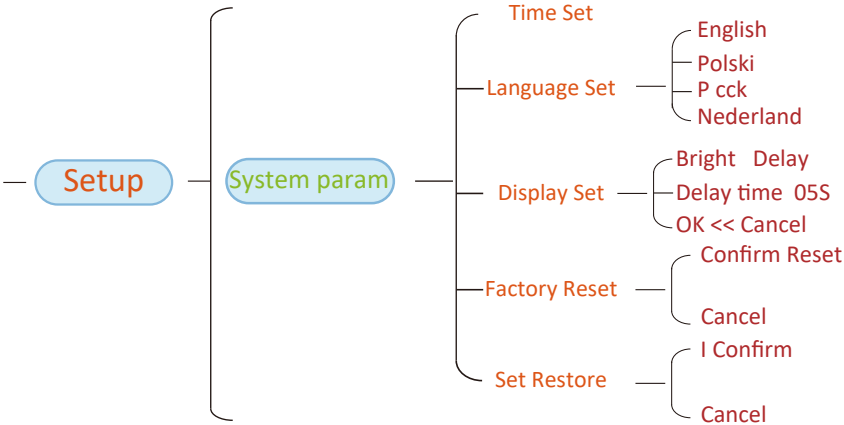 Setup
System param
Time Set
Language Set
English
Polski
P cck
Nederland
Display Set
Bright Delay
Delay time 05S
OK << Cancel
Factory Reset
Confirm Reset
Cancel
Set Restore
I Confirm
Cancel